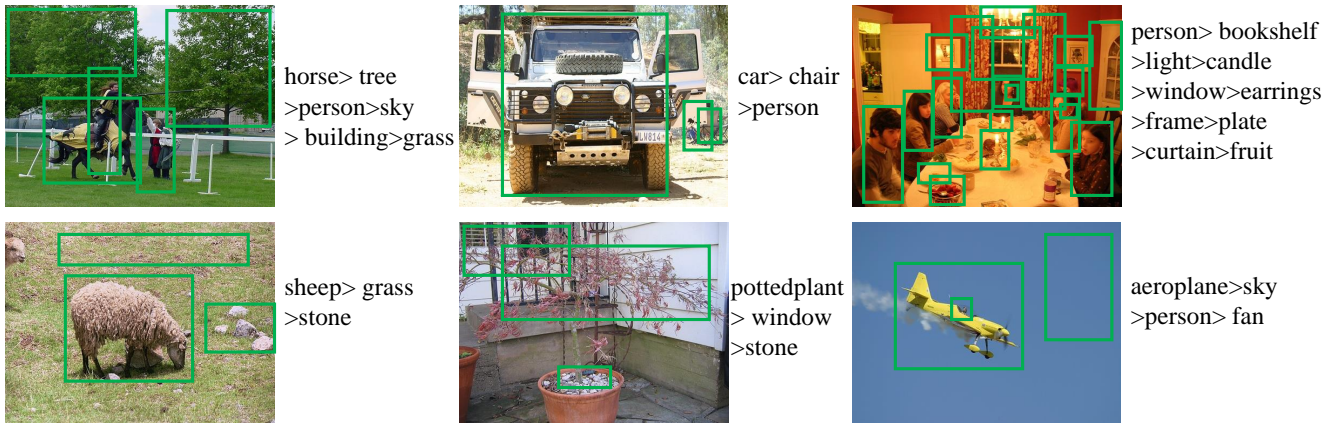 horse> tree
>person>sky
> building>grass
car> chair
>person
person> bookshelf
>light>candle
>window>earrings
>frame>plate
>curtain>fruit
sheep> grass
>stone
pottedplant
> window
>stone
aeroplane>sky
>person> fan